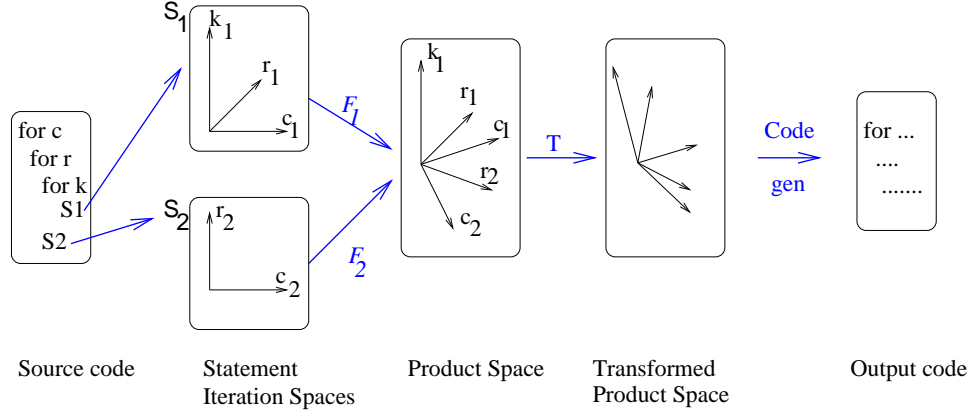 for c
for r
for k
S1
S2
S1
k1
r1
c1
S2
r2
c2
F1
F2
k1
r1
c1
r2
c2
T
Code
gen
for ...
....
.......
Source code
Statement
Iteration Spaces
Product Space
Transformed
Product Space
Output code